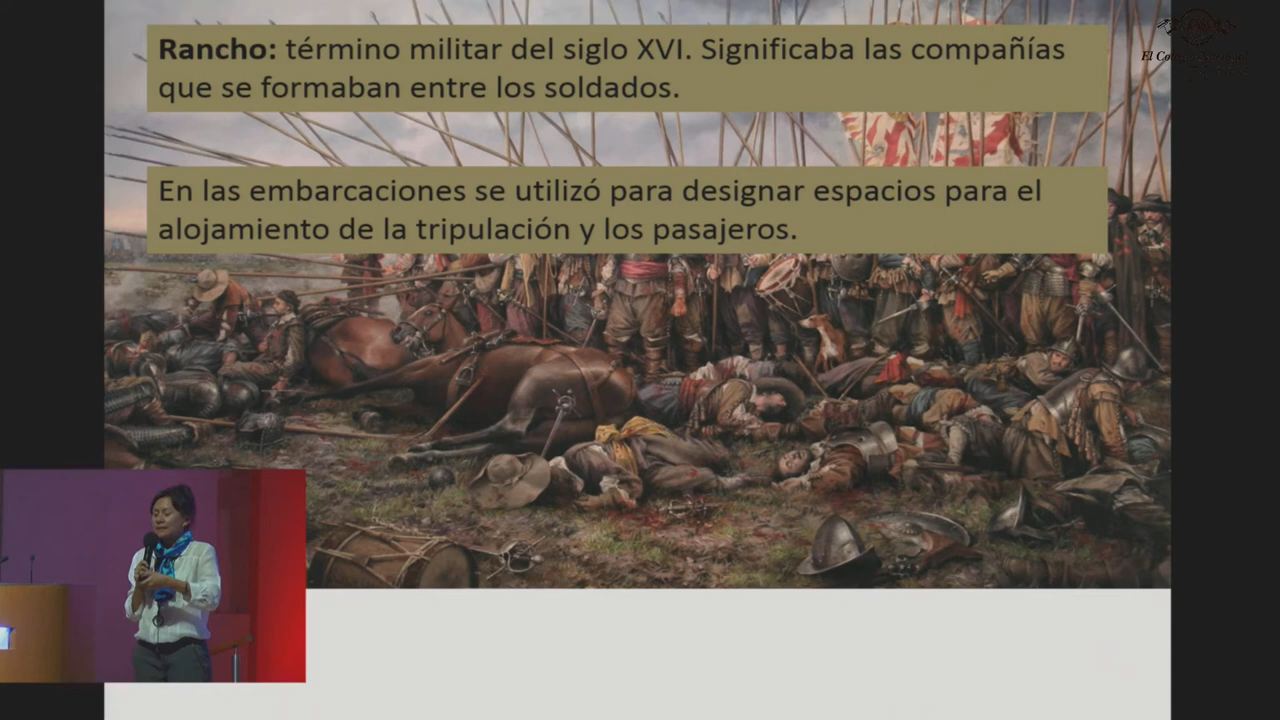 Rancho: término militar del siglo XVI. Significaba las compañías
que se formaban entre los soldados.
En las embarcaciones se utilizó para designar espacios para el
alojamiento de la tripulación y los pasajeros.
El